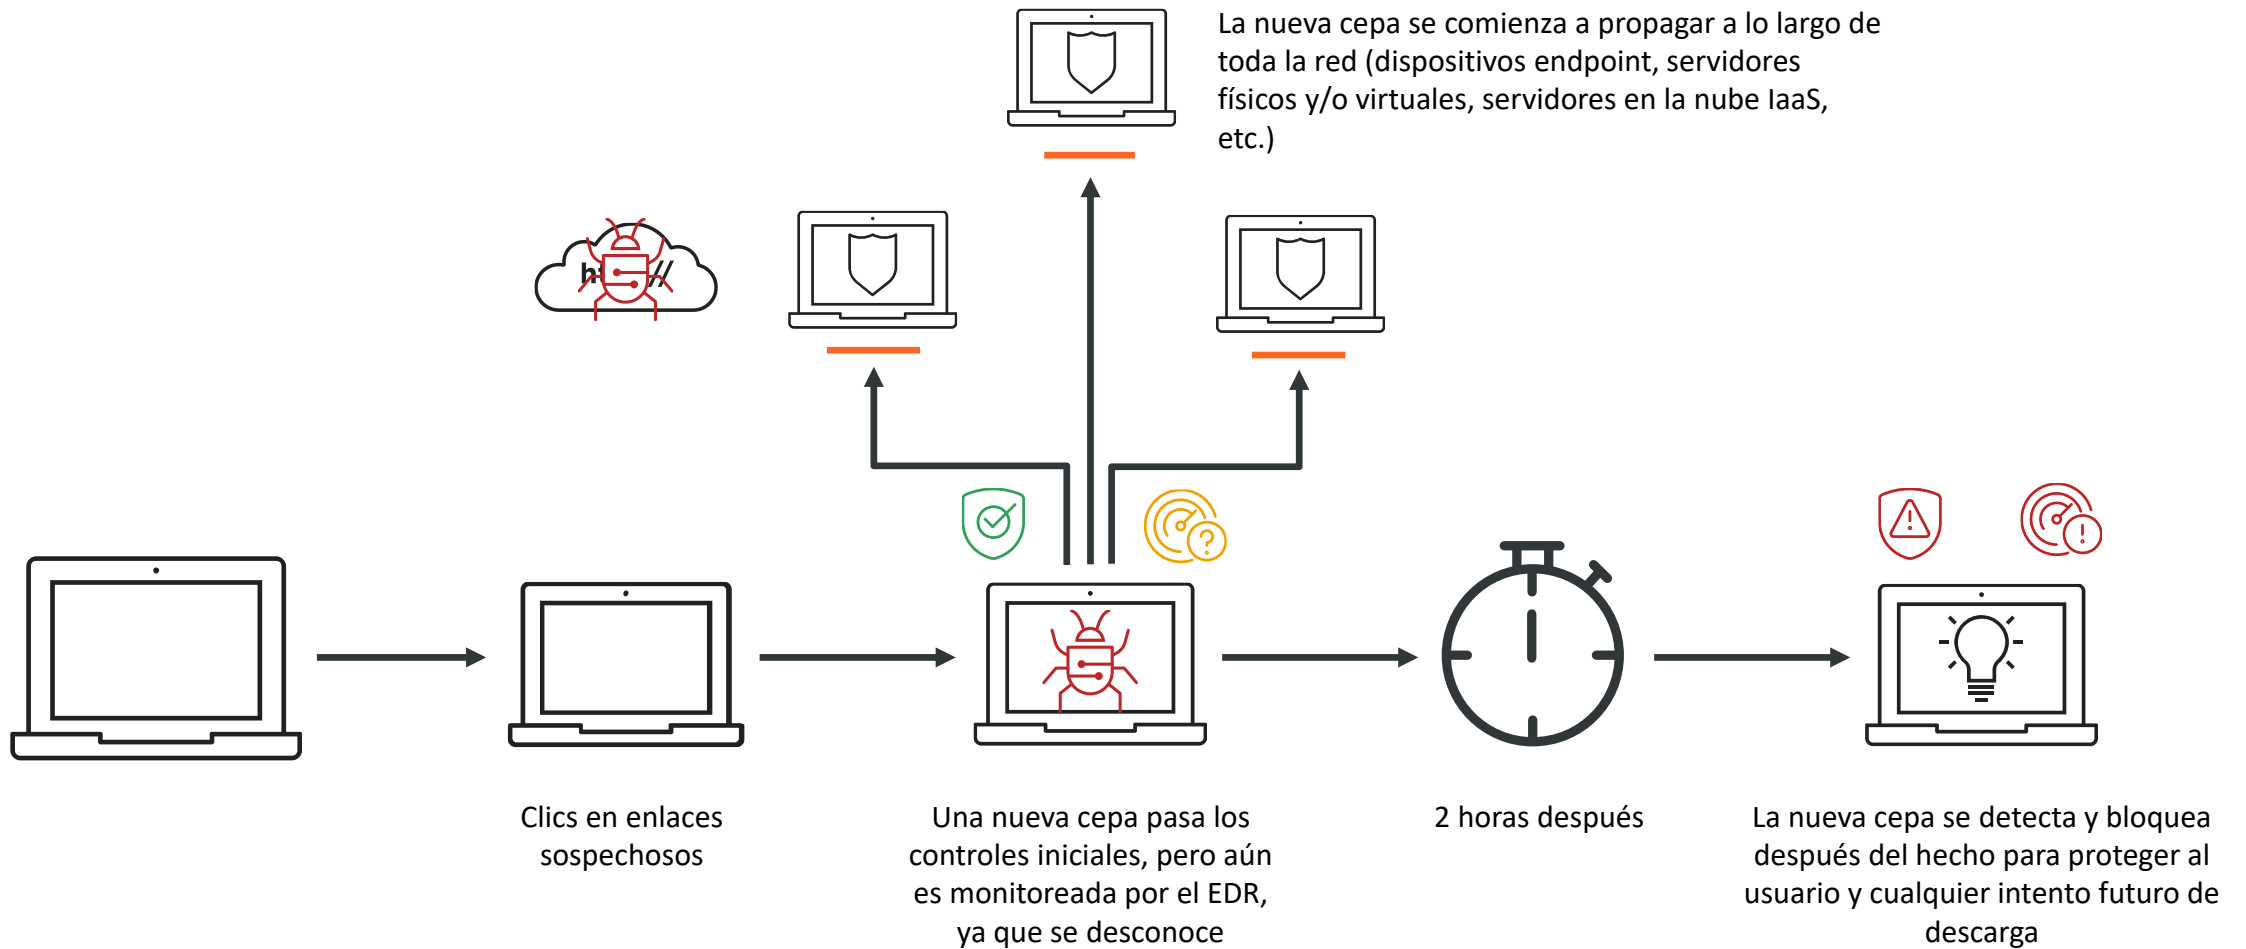 La nueva cepa se comienza a propagar a lo largo de
toda la red (dispositivos endpoint, servidores
físicos y/o virtuales, servidores en la nube IaaS,
etc.)
Clics en enlaces
sospechosos
Una nueva cepa pasa los
controles iniciales, pero aún
es monitoreada por el EDR,
ya que se desconoce
2 horas después
La nueva cepa se detecta y bloquea
después del hecho para proteger al
usuario y cualquier intento futuro de
descarga